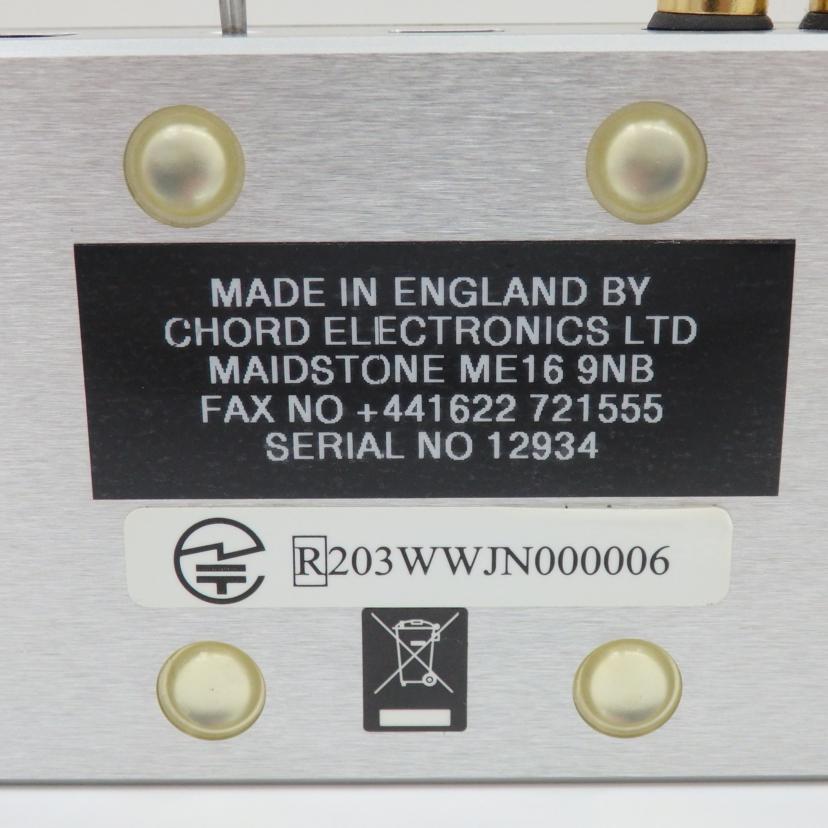 MADE IN ENGLAND BY
CHORD ELECTRONICS LTD
MAIDSTONE ME16 9NB
FAX NO +441622 721555
SERIAL NO 12934
R203WWJN000006